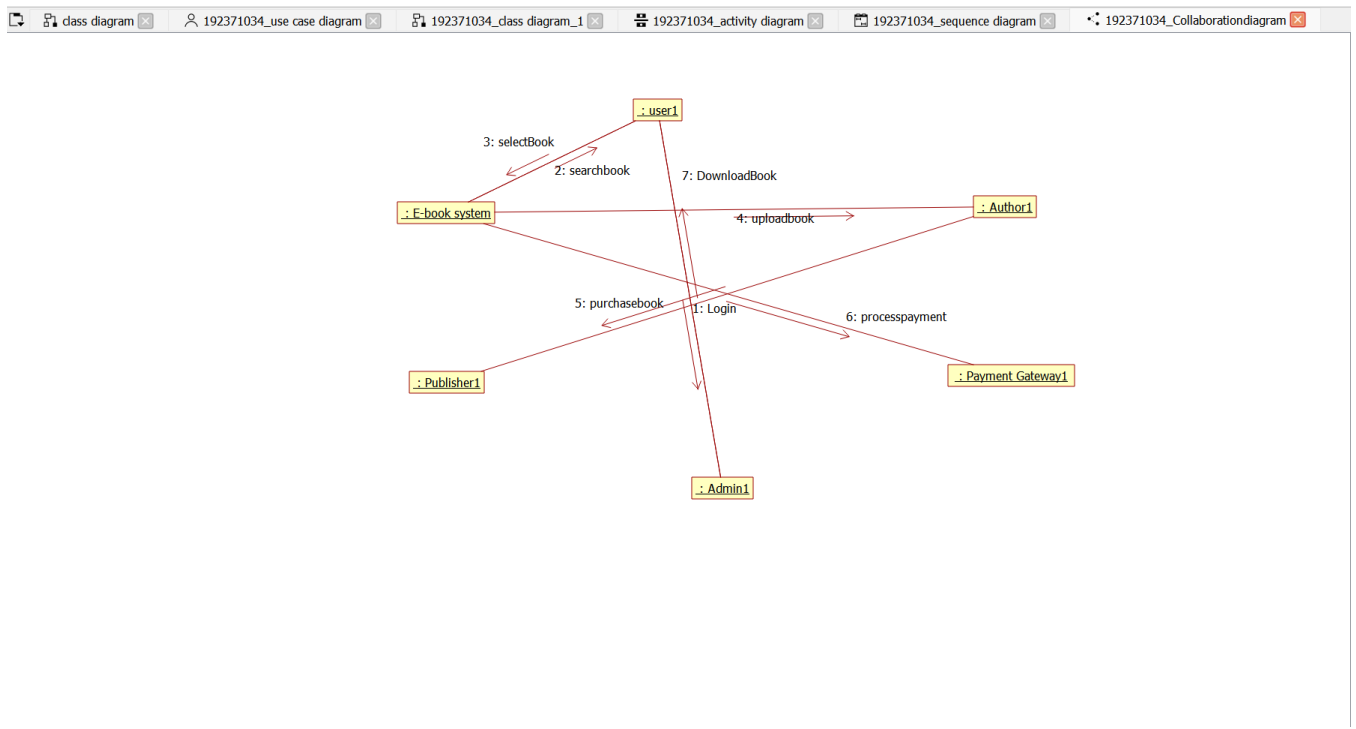 class diagram
192371034_use case diagram
192371034_class diagram_1
192371034_activity diagram
192371034_sequence diagram
192371034_Collaborationdiagram
: user1
3: selectBook
2: searchbook
7: DownloadBook
: E-book system
: Author1
4: uploadbook
5: purchasebook
1: Login
6: processpayment
: Publisher1
: Payment Gateway1
: Admin1